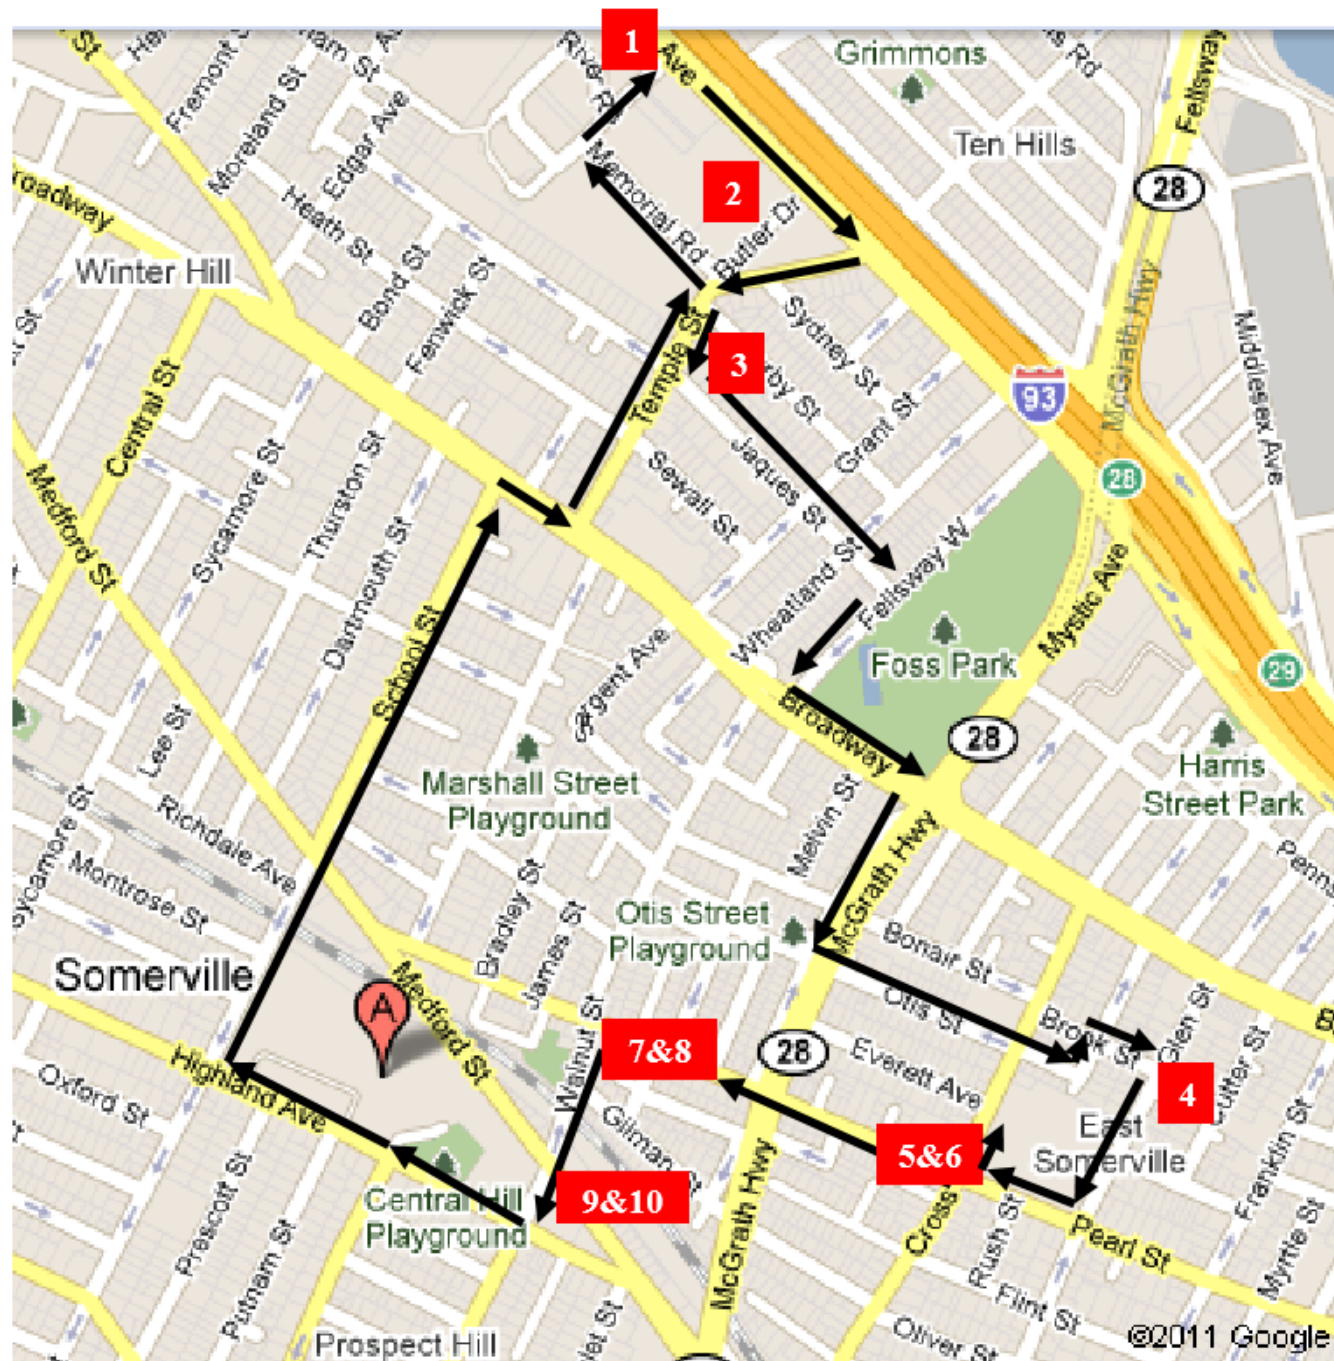 1
Ave
Grimmons
Fellsway
Fremont St
Moreland St
Edgar Ave
Ten Hills
28
Broadway
Heath St
Memorial Rd
2
Butler Dr
Winter Hill
Bond St
Fenwick St
Sydney St
Temple St
3
McGrath Hwy
Middlesex Ave
93
Central St
Grant St
Jaques St
Sewall St
28
Medford St
Sycamore St
Thurston St
Dartmouth St
Wheatland St
Fellsway W
Mystic Ave
School St
Foss Park
29
Broadway
28
Lee St
Marshall Street
Playground
Harris
Street Park
Richdale Ave
Sycamore St
Montrose St
Melvin St
McGrath Hwy
Bradley St
James St
Otis Street
Playground
Bonair St
Somerville
A
Medford St
Otis St
Brook St
Glen St
Walnut St
7&8
28
Everett Ave
4
Highland Ave
Oxford St
East
Somerville
5&6
Franklin St
Central Hill
Playground
9&10
McGrath Hwy
Prescott St
Putnam St
Cross
Rush St
Pearl St
Myrtle St
Flint St
Oliver St
Prospect Hill
©2011 Google